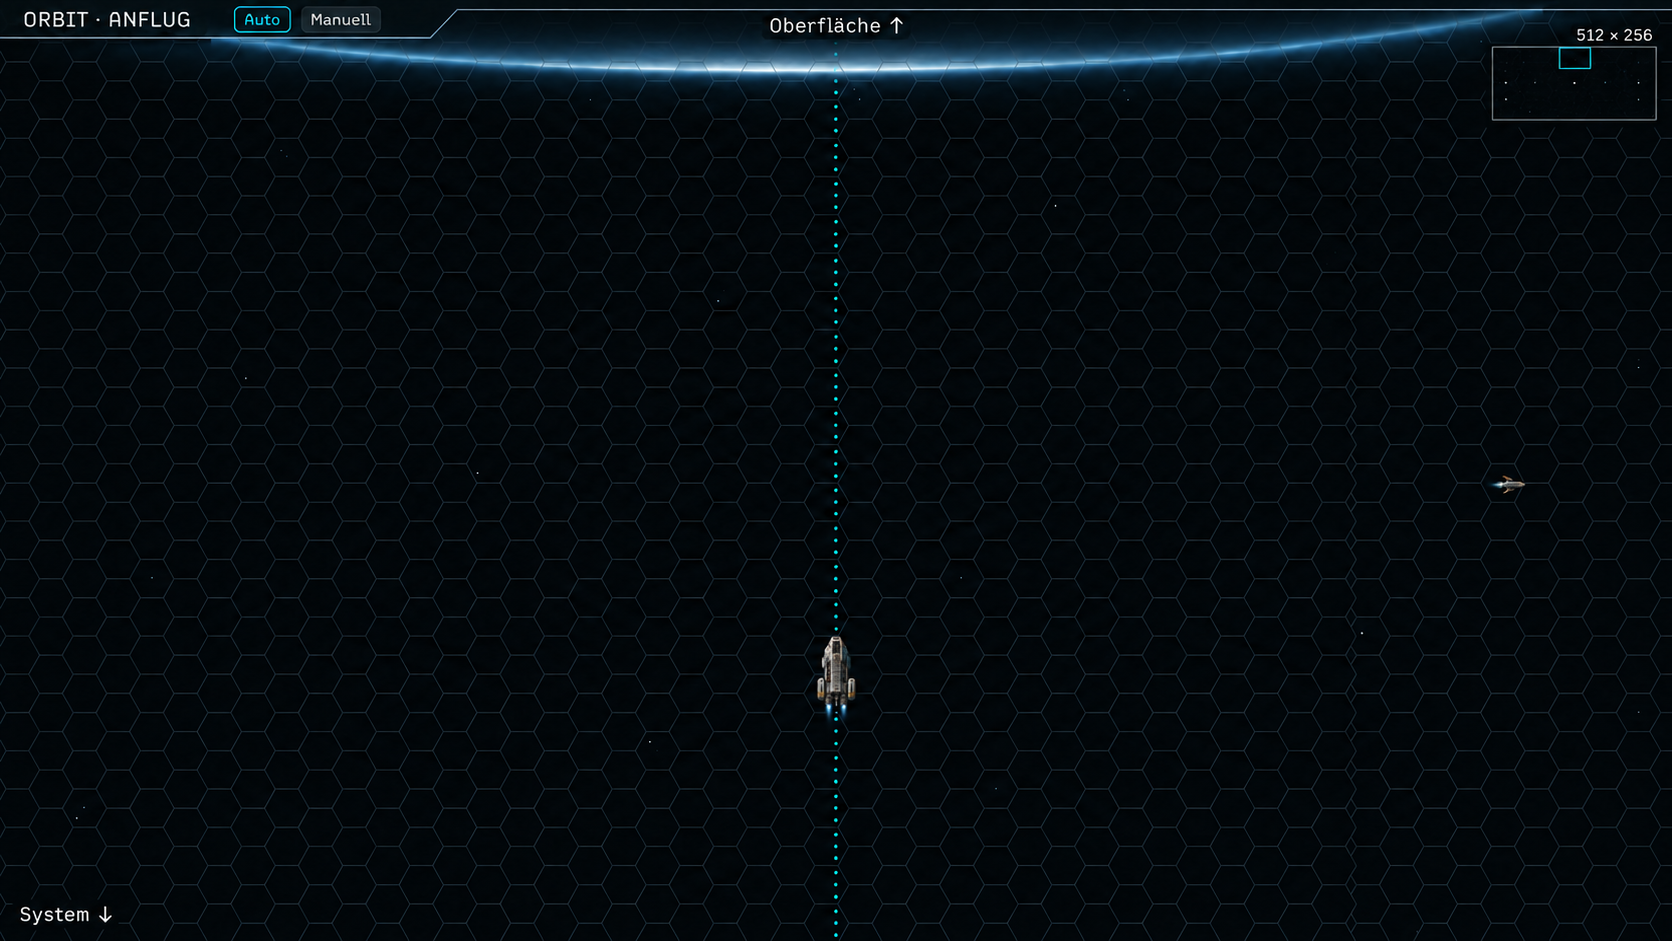 ORBIT · ANFLUG
Auto
Manuell
Oberfläche ↑
512 × 256
System ↓